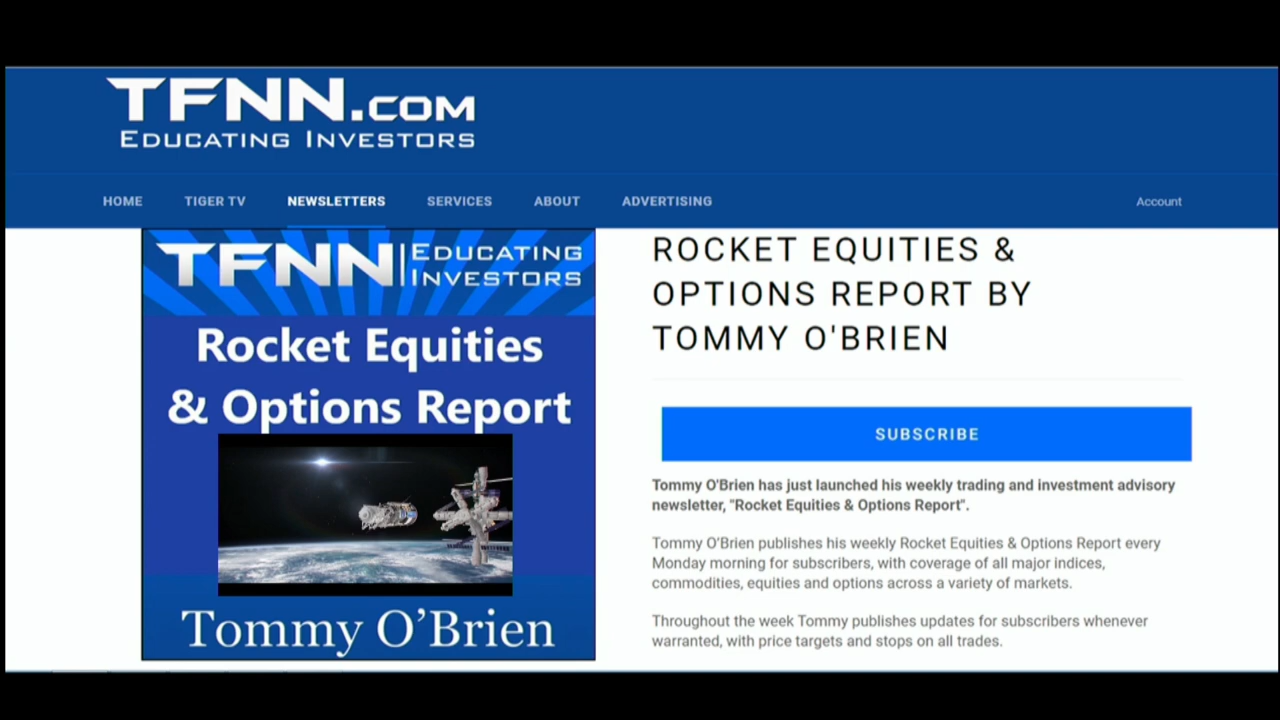 TFNN.COM
EDUCATING INVESTORS
HOME TIGER TV NEWSLETTERS SERVICES ABOUT ADVERTISING Account
TFNN | EDUCATING
INVESTORS
Rocket Equities
& Options Report
Tommy O’Brien
ROCKET EQUITIES &
OPTIONS REPORT BY
TOMMY O'BRIEN
SUBSCRIBE
Tommy O'Brien has just launched his weekly trading and investment advisory
newsletter, "Rocket Equities & Options Report".
Tommy O’Brien publishes his weekly Rocket Equities & Options Report every
Monday morning for subscribers, with coverage of all major indices,
commodities, equities and options across a variety of markets.
Throughout the week Tommy publishes updates for subscribers whenever
warranted, with price targets and stops on all trades.